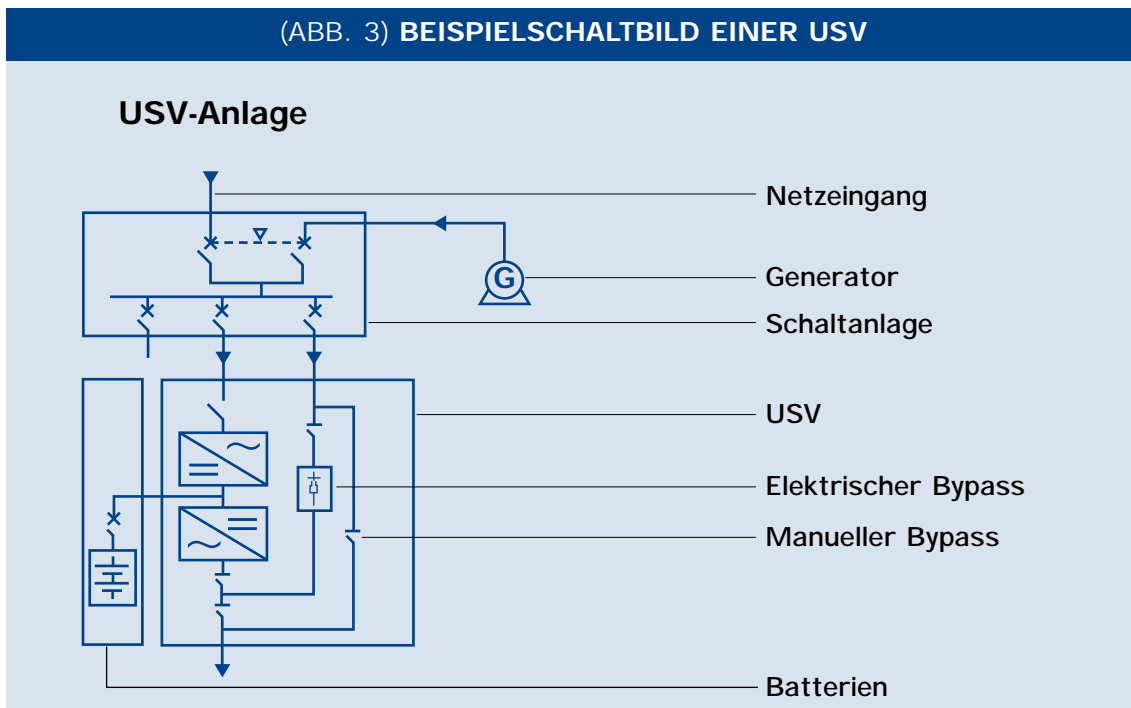 (ABB. 3) BEISPIELSCHALTBILD EINER USV
USV-Anlage
Netzeingang
G
Generator
Schaltanlage
USV
Elektrischer Bypass
Manueller Bypass
Batterien